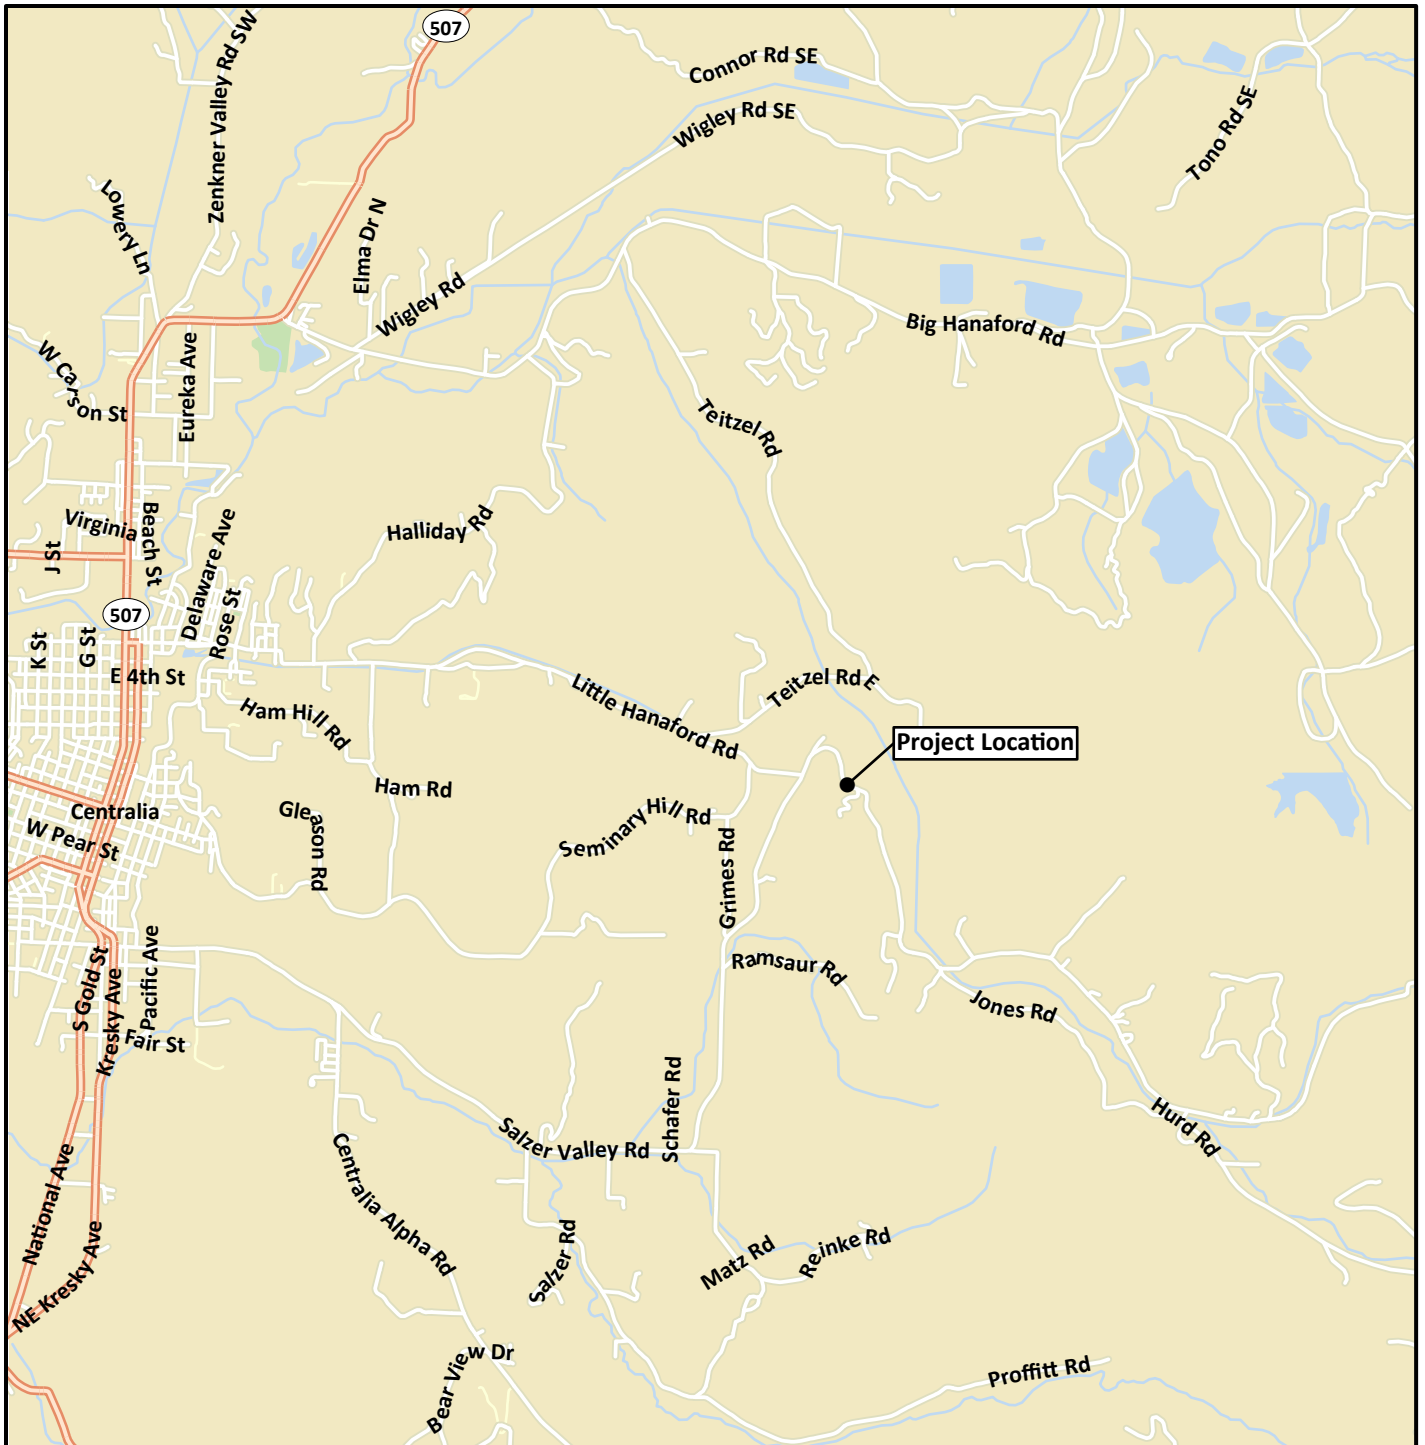 507
Zenkner Valley Rd SW
Connor Rd SE
Wigley Rd SE
Tono Rd SE
Lowery Ln
Elma Dr N
Wigley Rd
Big Hanaford Rd
W Carson St
Eureka Ave
Teitzel Rd
Virginia
Beach St
J St
Halliday Rd
Delaware Ave
Rose St
507
K St
G St
E 4th St
Little Hanaford Rd
Teitzel Rd E
Ham Hill Rd
Project Location
Ham Rd
Centralia
W Pear St
Gleason Rd
Seminary Hill Rd
Grimes Rd
Pacific Ave
S Gold St
Kresky Ave
Fair St
Ramsaur Rd
Jones Rd
Schafer Rd
Salzer Valley Rd
Hurd Rd
Centralia Alpha Rd
National Ave
NE Kresky Ave
Salzer Rd
Matz Rd
Reinke Rd
Bear View Dr
Proffitt Rd